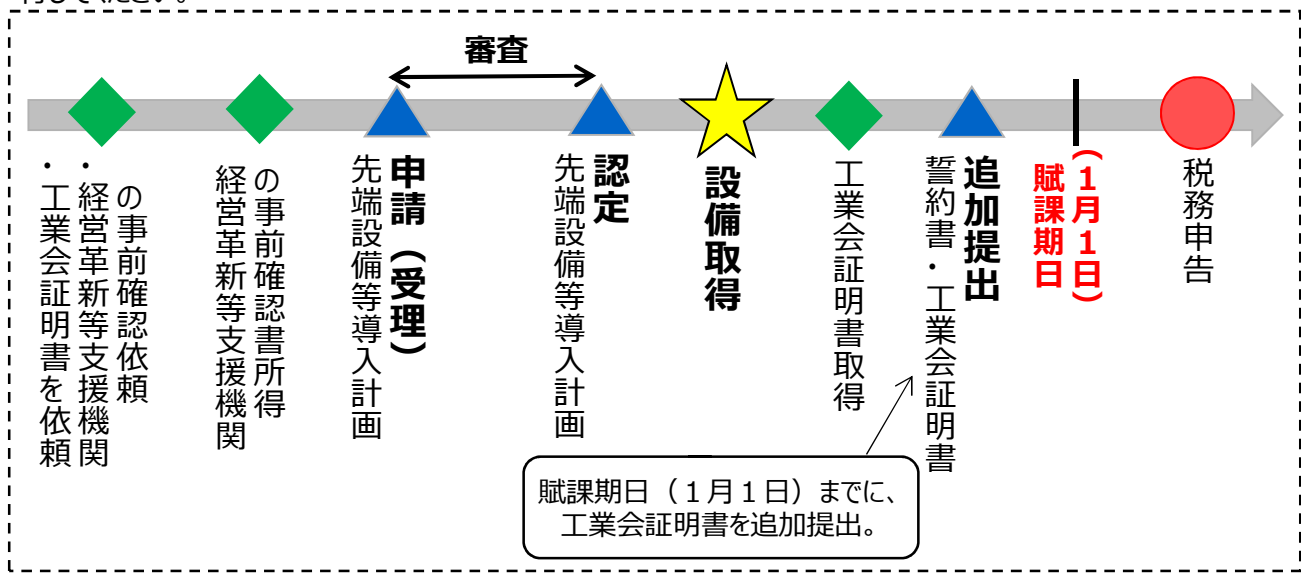 してください。
審査
・工業会証明書を依頼
・経営革新等支援機関
の事前確認依頼
経営革新等支援機関
の事前確認書所得
先端設備等導入計画
申請（受理）
先端設備等導入計画
認定
設備取得
工業会証明書取得
誓約書・工業会証明書
追加提出
賦課期日
（１月１日）
税務申告
賦課期日（１月１日）までに、
工業会証明書を追加提出。